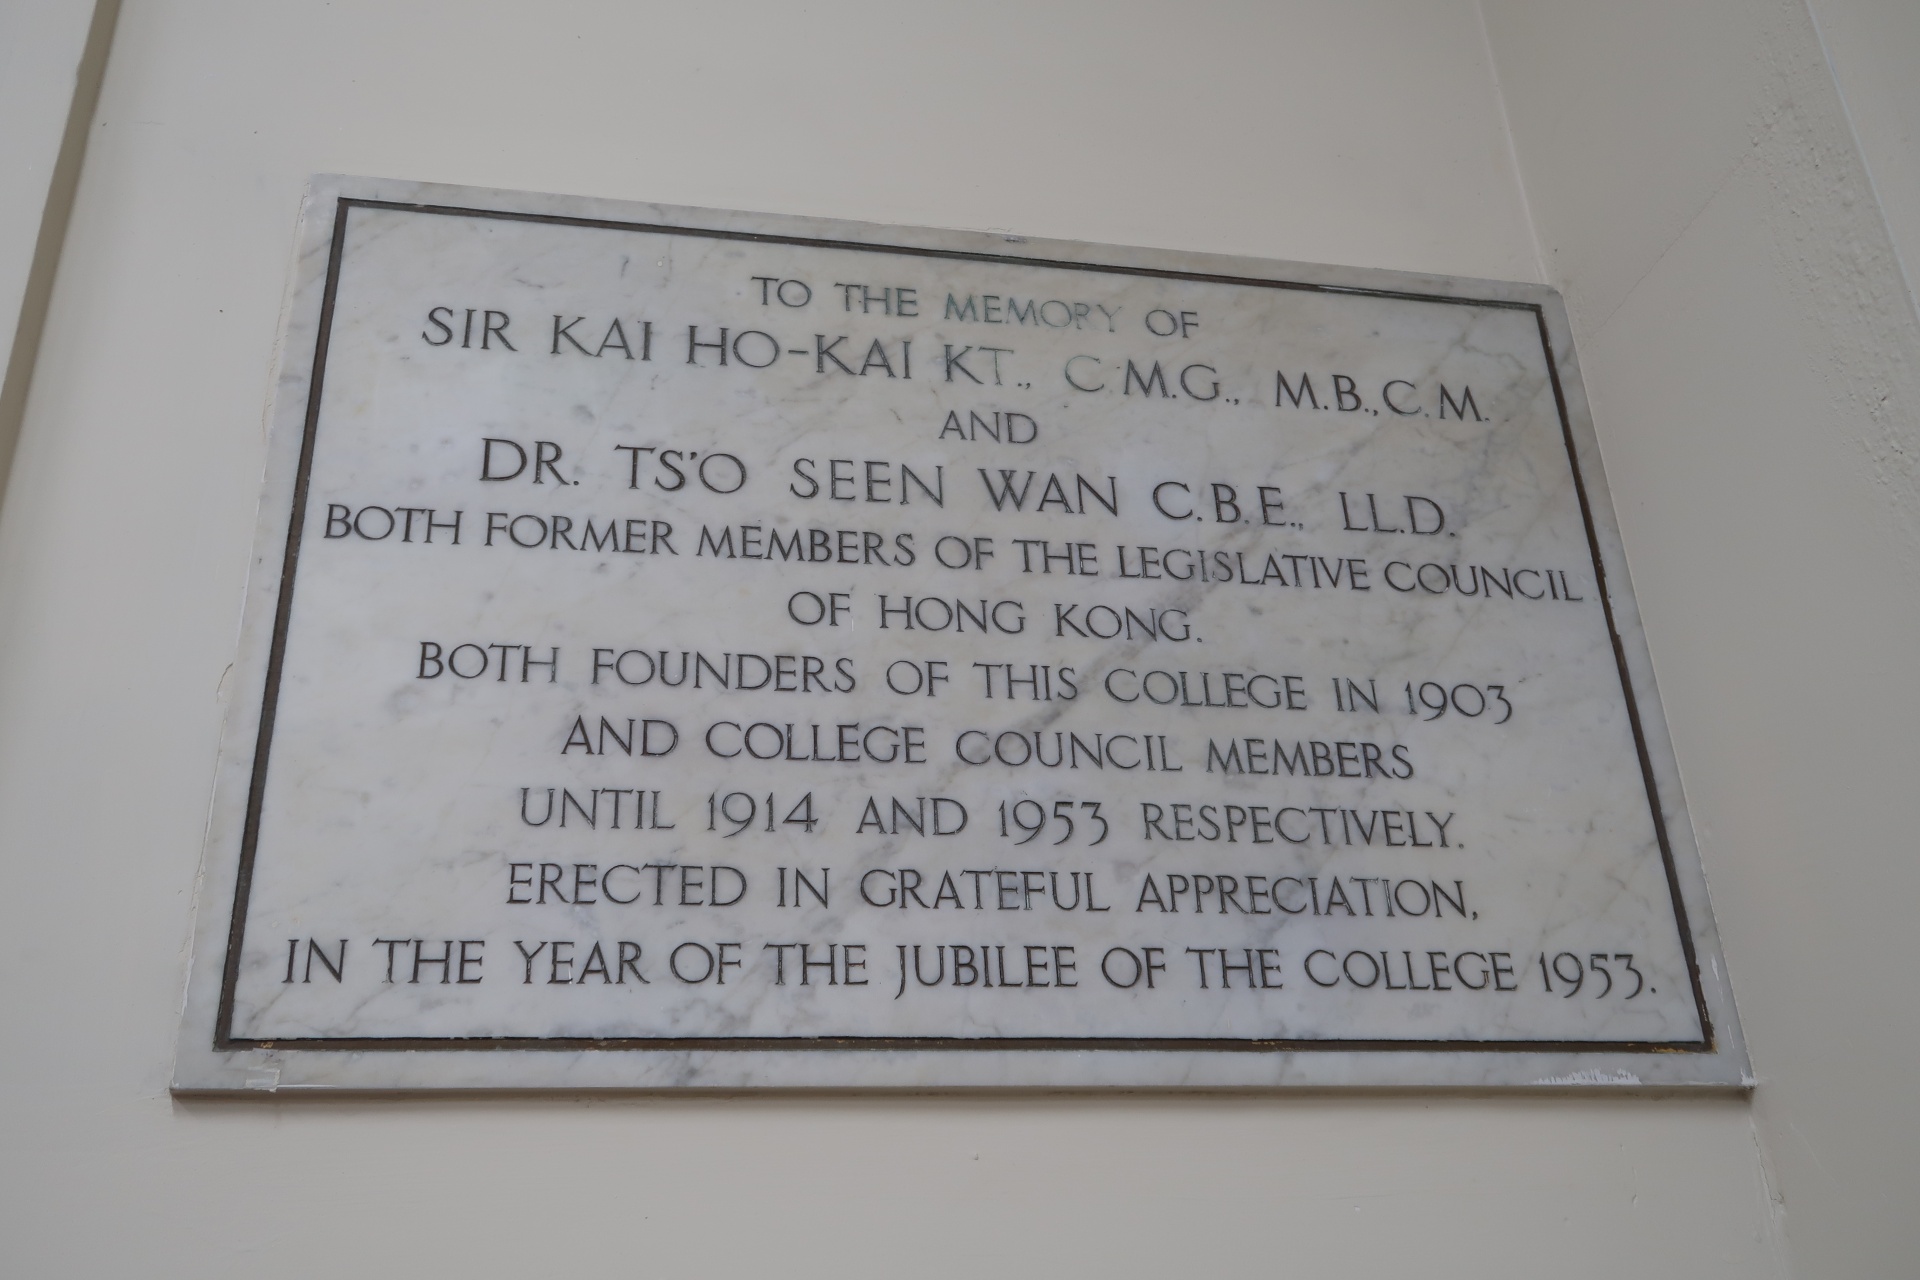 TO THE MEMORY OF
SIR KAI HO-KAI KT., C.M.G., M.B.,C.M.
AND
DR. TS'O SEEN WAN C.B.E., LL.D.
BOTH FORMER MEMBERS OF THE LEGISLATIVE COUNCIL
OF HONG KONG.
BOTH FOUNDERS OF THIS COLLEGE IN 1903
AND COLLEGE COUNCIL MEMBERS
UNTIL 1914 AND 1953 RESPECTIVELY.
ERECTED IN GRATEFUL APPRECIATION,
IN THE YEAR OF THE JUBILEE OF THE COLLEGE 1953.